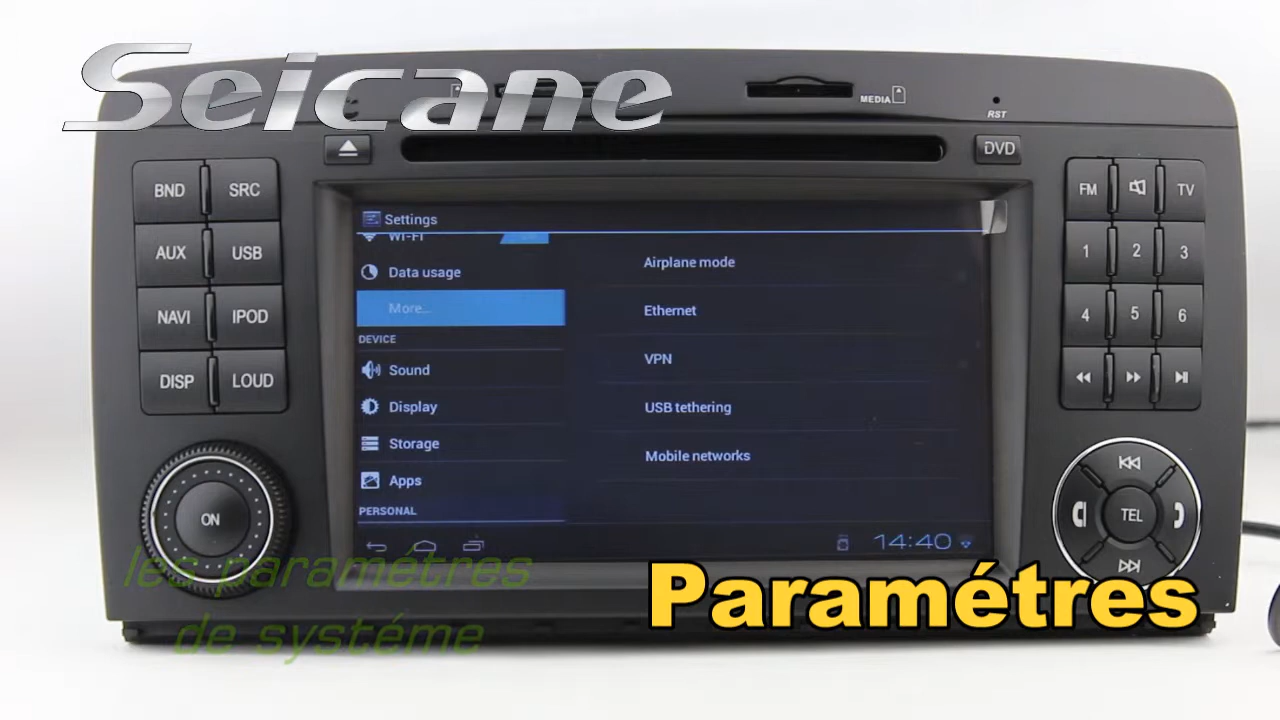 Seicane
MEDIA
RST
DVD
BND SRC
AUX USB
NAVI IPOD
DISP LOUD
ON
Settings
Wi-Fi
Data usage
More...
DEVICE
Sound
Display
Storage
Apps
PERSONAL
Airplane mode
Ethernet
VPN
USB tethering
Mobile networks
14:40
FM TV
1 2 3
4 5 6
TEL
les paramétres
de systéme
Paramétres